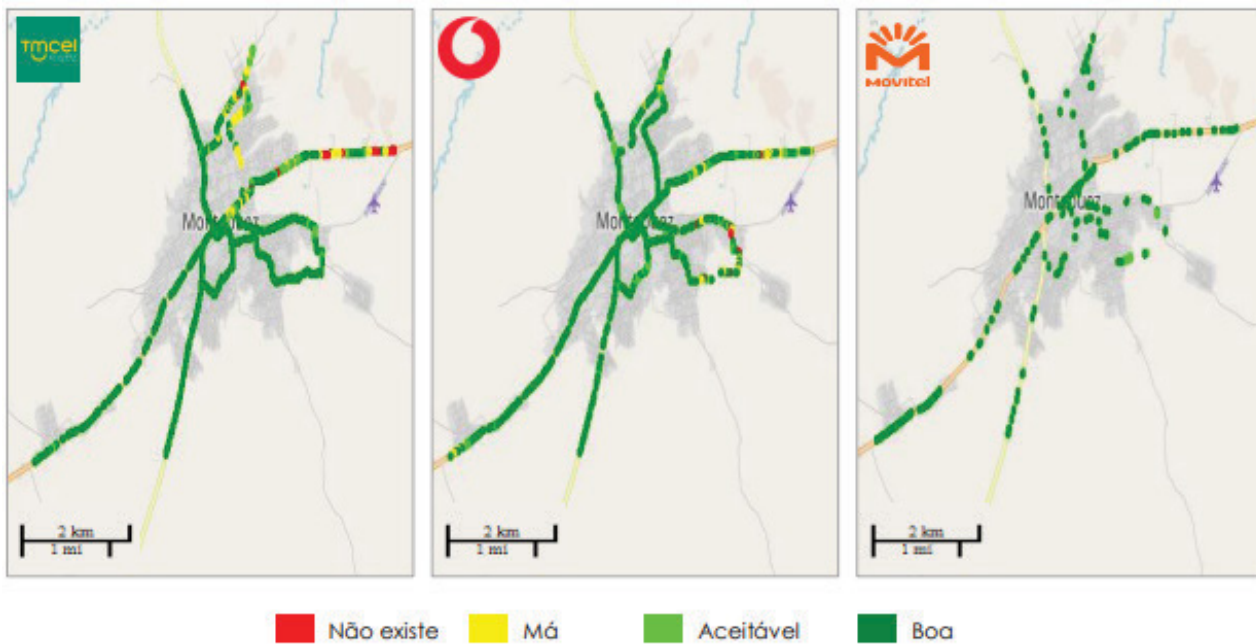 Tmcel
Movitel
Montepuez
Montepuez
Montepuez
2 km
1 mi
2 km
1 mi
2 km
1 mi
Não existe
Má
Aceitável
Boa